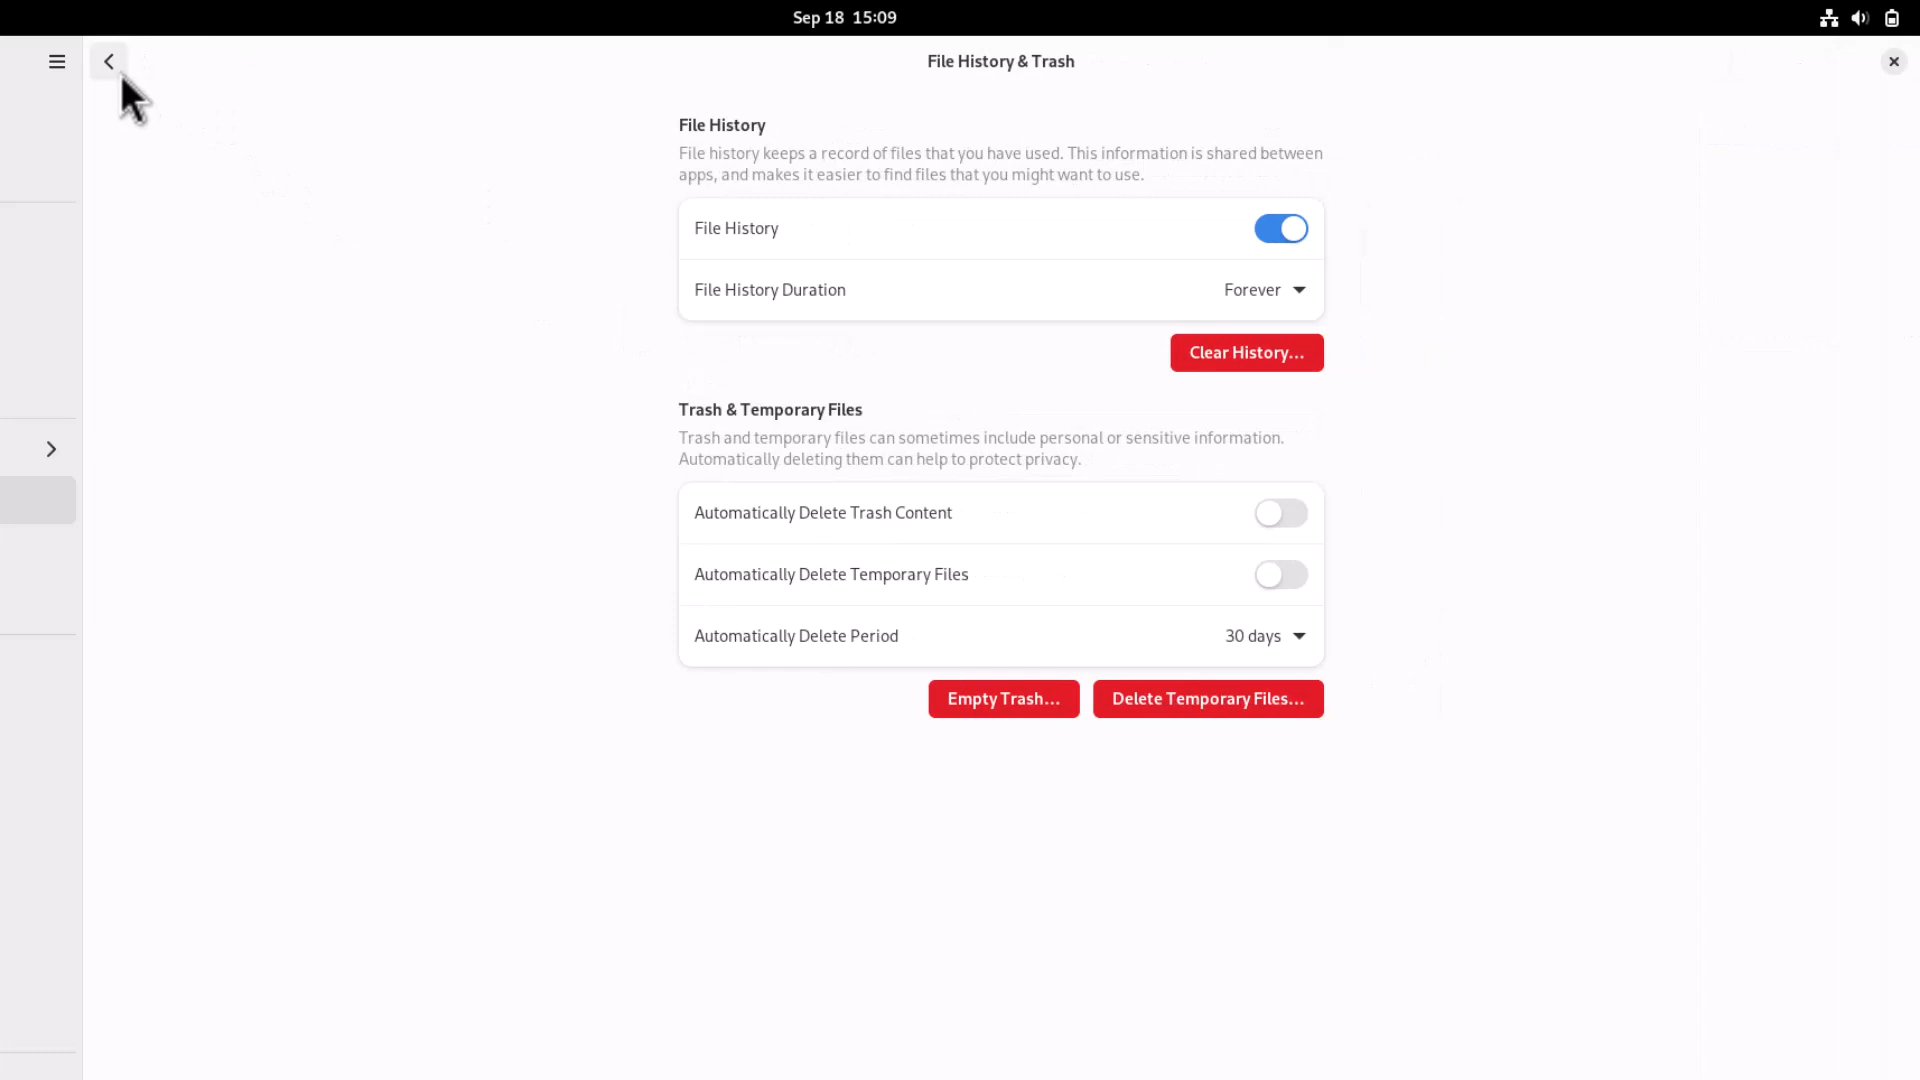 Sep 18 15:09
File History & Trash
File History
File history keeps a record of files that you have used. This information is shared between
apps, and makes it easier to find files that you might want to use.
File History
File History Duration Forever
Clear History...
Trash & Temporary Files
Trash and temporary files can sometimes include personal or sensitive information.
Automatically deleting them can help to protect privacy.
Automatically Delete Trash Content
Automatically Delete Temporary Files
Automatically Delete Period 30 days
Empty Trash... Delete Temporary Files...